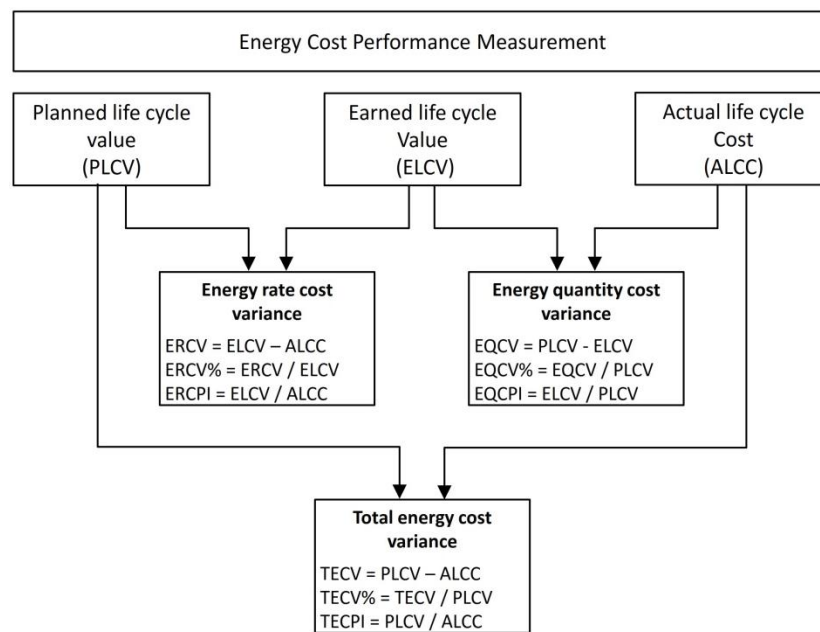 Energy Cost Performance Measurement
Planned life cycle
value
(PLCV)
Earned life cycle
Value
(ELCV)
Actual life cycle
Cost
(ALCC)
Energy rate cost
variance
ERCV = ELCV – ALCC
ERCV% = ERCV / ELCV
ERCPI = ELCV / ALCC
Energy quantity cost
variance
EQCV = PLCV - ELCV
EQCV% = EQCV / PLCV
EQCPI = ELCV / PLCV
Total energy cost
variance
TECV = PLCV – ALCC
TECV% = TECV / PLCV
TECPI = PLCV / ALCC